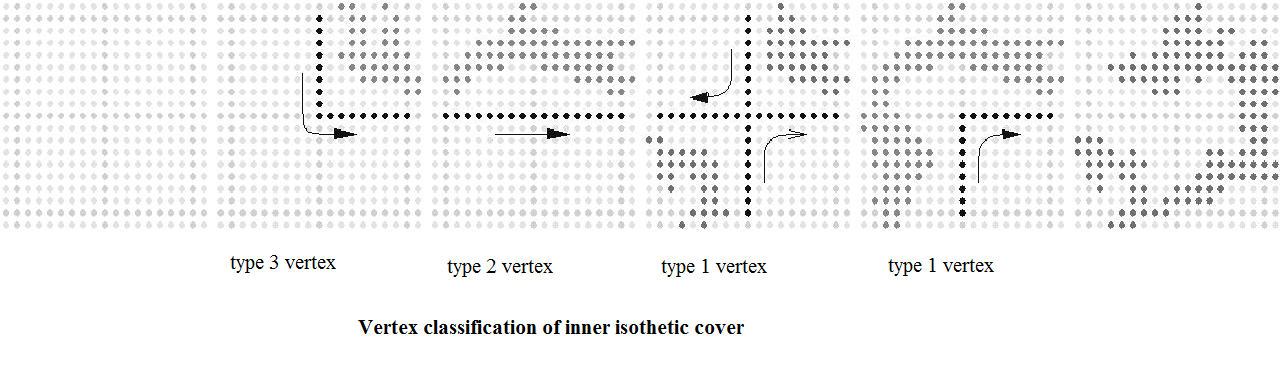 type 3 vertex
type 2 vertex
type 1 vertex
type 1 vertex
Vertex classification of inner isothetic cover